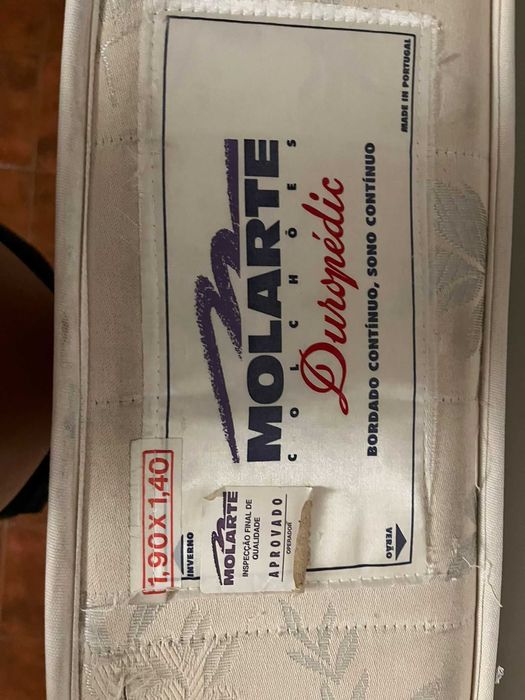 1,90 X 1,40
INVERNO
MOLARTE
INSPECÇÃO FINAL DE
QUALIDADE
APROVADO
OPERADOR
MOLARTE
COLCHÕES
Duropédic
BORDADO CONTÍNUO, SONO CONTÍNUO
VERÃO
MADE IN PORTUGAL